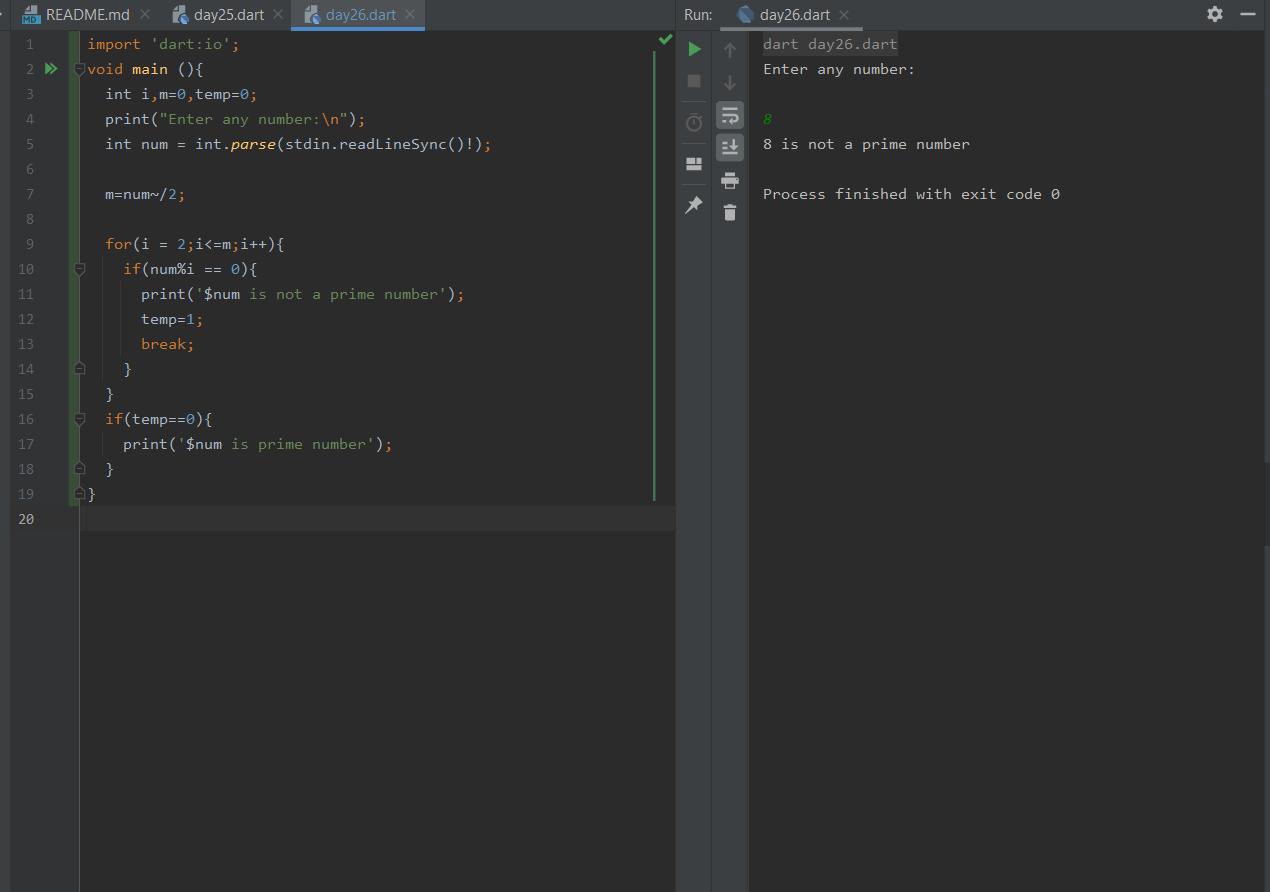 README.md day25.dart day26.dart
1 import 'dart:io';
2 void main (){
3 int i,m=0,temp=0;
4 print("Enter any number:\n");
5 int num = int.parse(stdin.readLineSync()!);
6
7 m=num~/2;
8
9 for(i = 2;i<=m;i++){
10 if(num%i == 0){
11 print('$num is not a prime number');
12 temp=1;
13 break;
14 }
15 }
16 if(temp==0){
17 print('$num is prime number');
18 }
19 }
20
Run: day26.dart
dart day26.dart
Enter any number:
8
8 is not a prime number
Process finished with exit code 0